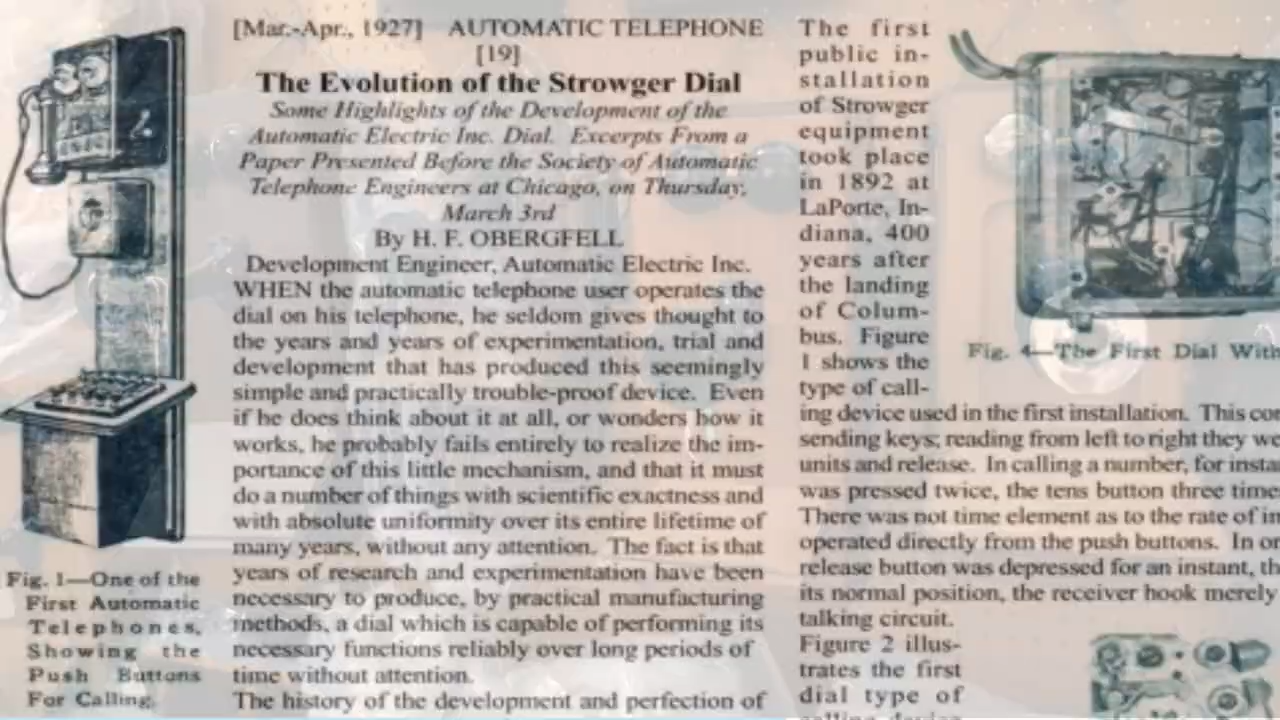 [Mar.-Apr., 1927] AUTOMATIC TELEPHONE
[19]
The Evolution of the Strowger Dial
Some Highlights of the Development of the
Automatic Electric Inc. Dial. Excerpts From a
Paper Presented Before the Society of Automatic
Telephone Engineers at Chicago, on Thursday,
March 3rd
By H. F. OBERGFELL
Development Engineer, Automatic Electric Inc.
WHEN the automatic telephone user operates the
dial on his telephone, he seldom gives thought to
the years and years of experimentation, trial and
development that has produced this seemingly
simple and practically trouble-proof device. Even
if he does think about it at all, or wonders how it
works, he probably fails entirely to realize the im-
portance of this little mechanism, and that it must
do a number of things with scientific exactness and
with absolute uniformity over its entire lifetime of
many years, without any attention. The fact is that
years of research and experimentation have been
necessary to produce, by practical manufacturing
methods, a dial which is capable of performing its
necessary functions reliably over long periods of
time without attention.
The history of the development and perfection of
Fig. 1—One of the
First Automatic
Telephones,
Showing the
Push Buttons
For Calling.
The first
public in-
stallation
of Strowger
equipment
took place
in 1892 at
LaPorte, In-
diana, 400
years after
the landing
of Colum-
bus. Figure
1 shows the
type of call-
ing device used in the first installation. This con
sending keys; reading from left to right they we
units and release. In calling a number, for insta
was pressed twice, the tens button three time
There was not time element as to the rate of im
operated directly from the push buttons. In or
release button was depressed for an instant, th
its normal position, the receiver hook merely
talking circuit.
Figure 2 illus-
trates the first
dial type of
calling device
Fig. 4—The First Dial With